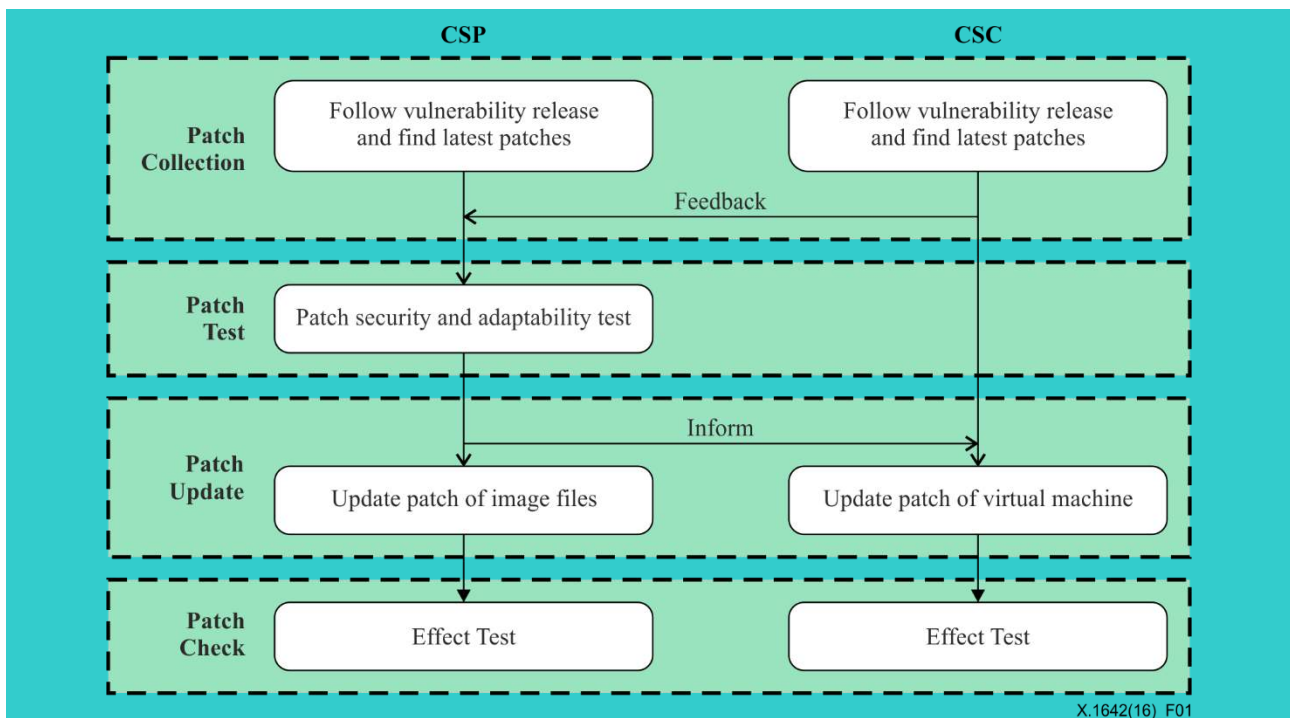 CSP
CSC
Patch
Collection
Follow vulnerability release
and find latest patches
Follow vulnerability release
and find latest patches
Feedback
Patch
Test
Patch security and adaptability test
Inform
Patch
Update
Update patch of image files
Update patch of virtual machine
Patch
Check
Effect Test
Effect Test
X.1642(16)_F01